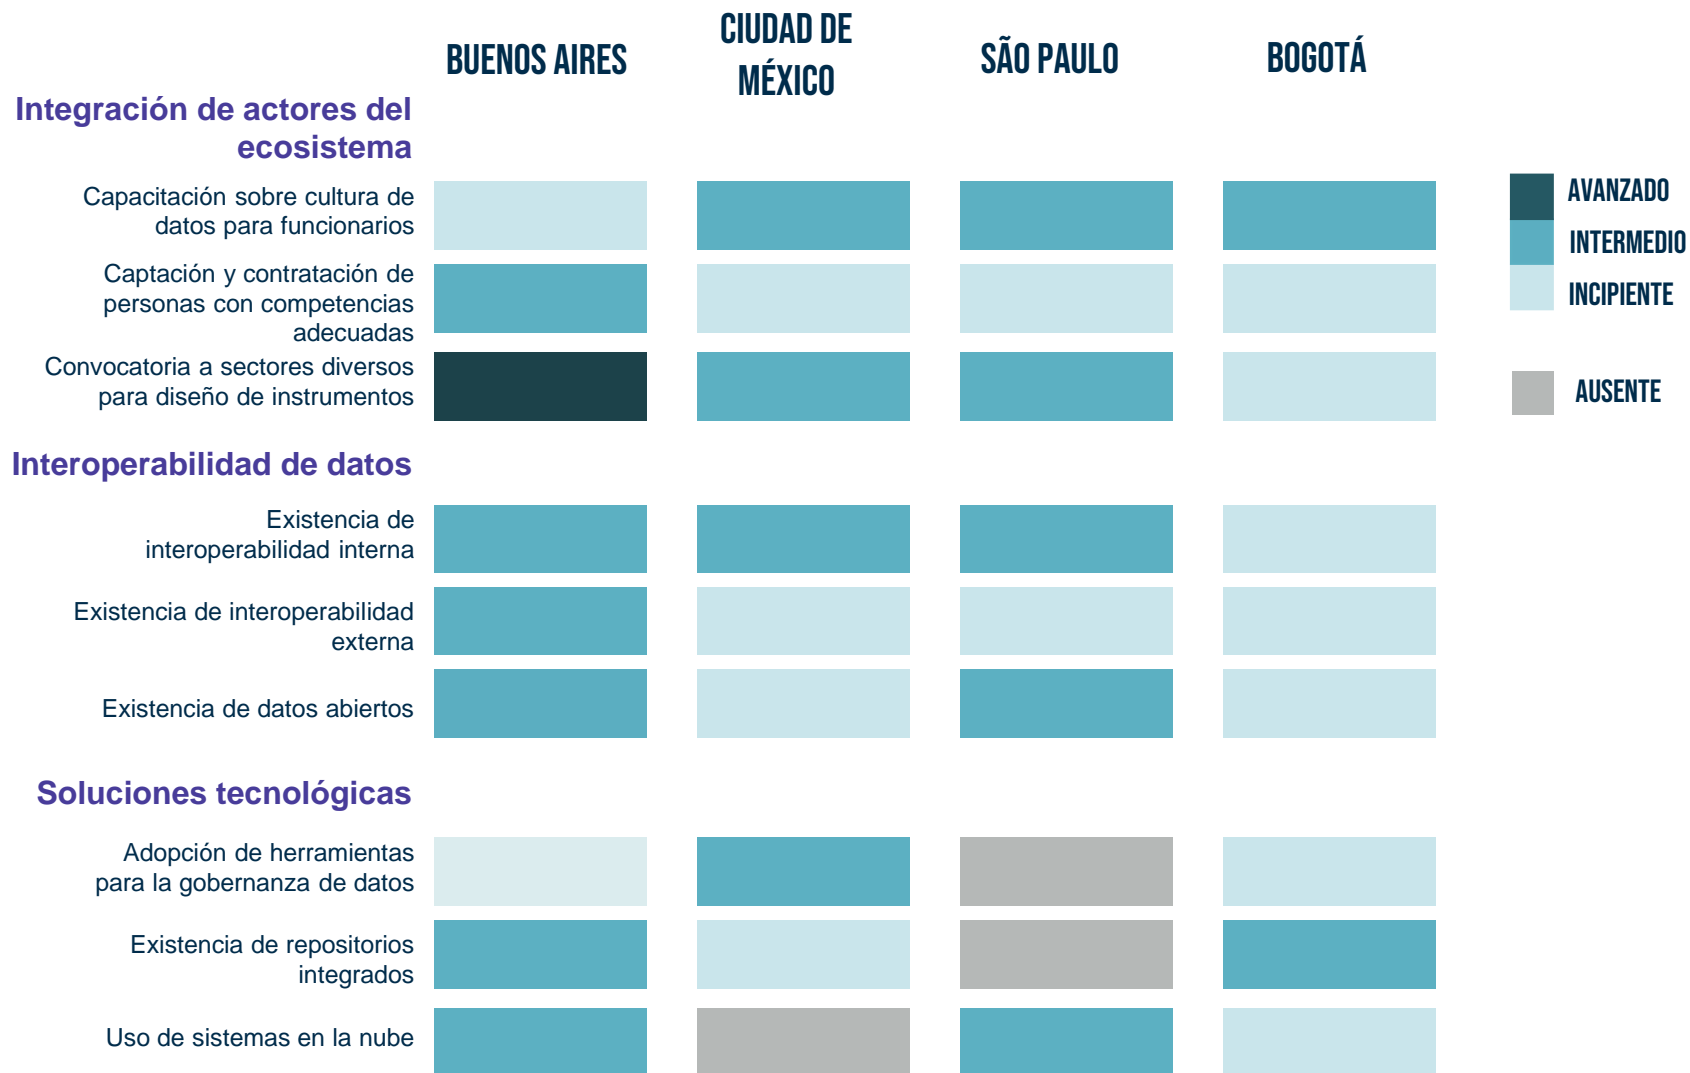 BUENOS AIRES
CIUDAD DE
MÉXICO
SÃO PAULO
BOGOTÁ
Integración de actores del
ecosistema
Capacitación sobre cultura de
datos para funcionarios
Captación y contratación de
personas con competencias
adecuadas
Convocatoria a sectores diversos
para diseño de instrumentos
AVANZADO
INTERMEDIO
INCIPIENTE
AUSENTE
Interoperabilidad de datos
Existencia de
interoperabilidad interna
Existencia de interoperabilidad
externa
Existencia de datos abiertos
Soluciones tecnológicas
Adopción de herramientas
para la gobernanza de datos
Existencia de repositorios
integrados
Uso de sistemas en la nube